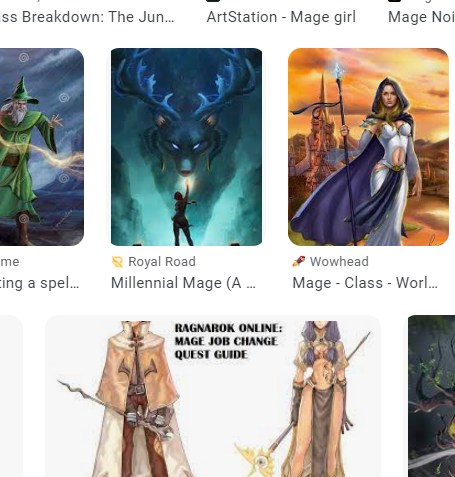 ss Breakdown: The Jun...
ArtStation - Mage girl
Mage Noi
me
Royal Road
Wowhead
ting a spel...
Millennial Mage (A ...
Mage - Class - Worl...
RAGNAROK ONLINE:
MAGE JOB CHANGE
QUEST GUIDE